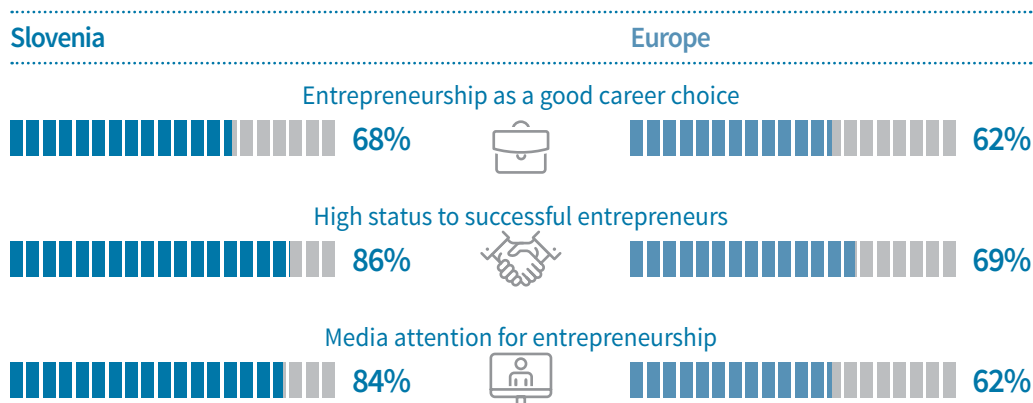 Slovenia Europe
Entrepreneurship as a good career choice
68% 62%
High status to successful entrepreneurs
86% 69%
Media attention for entrepreneurship
84% 62%